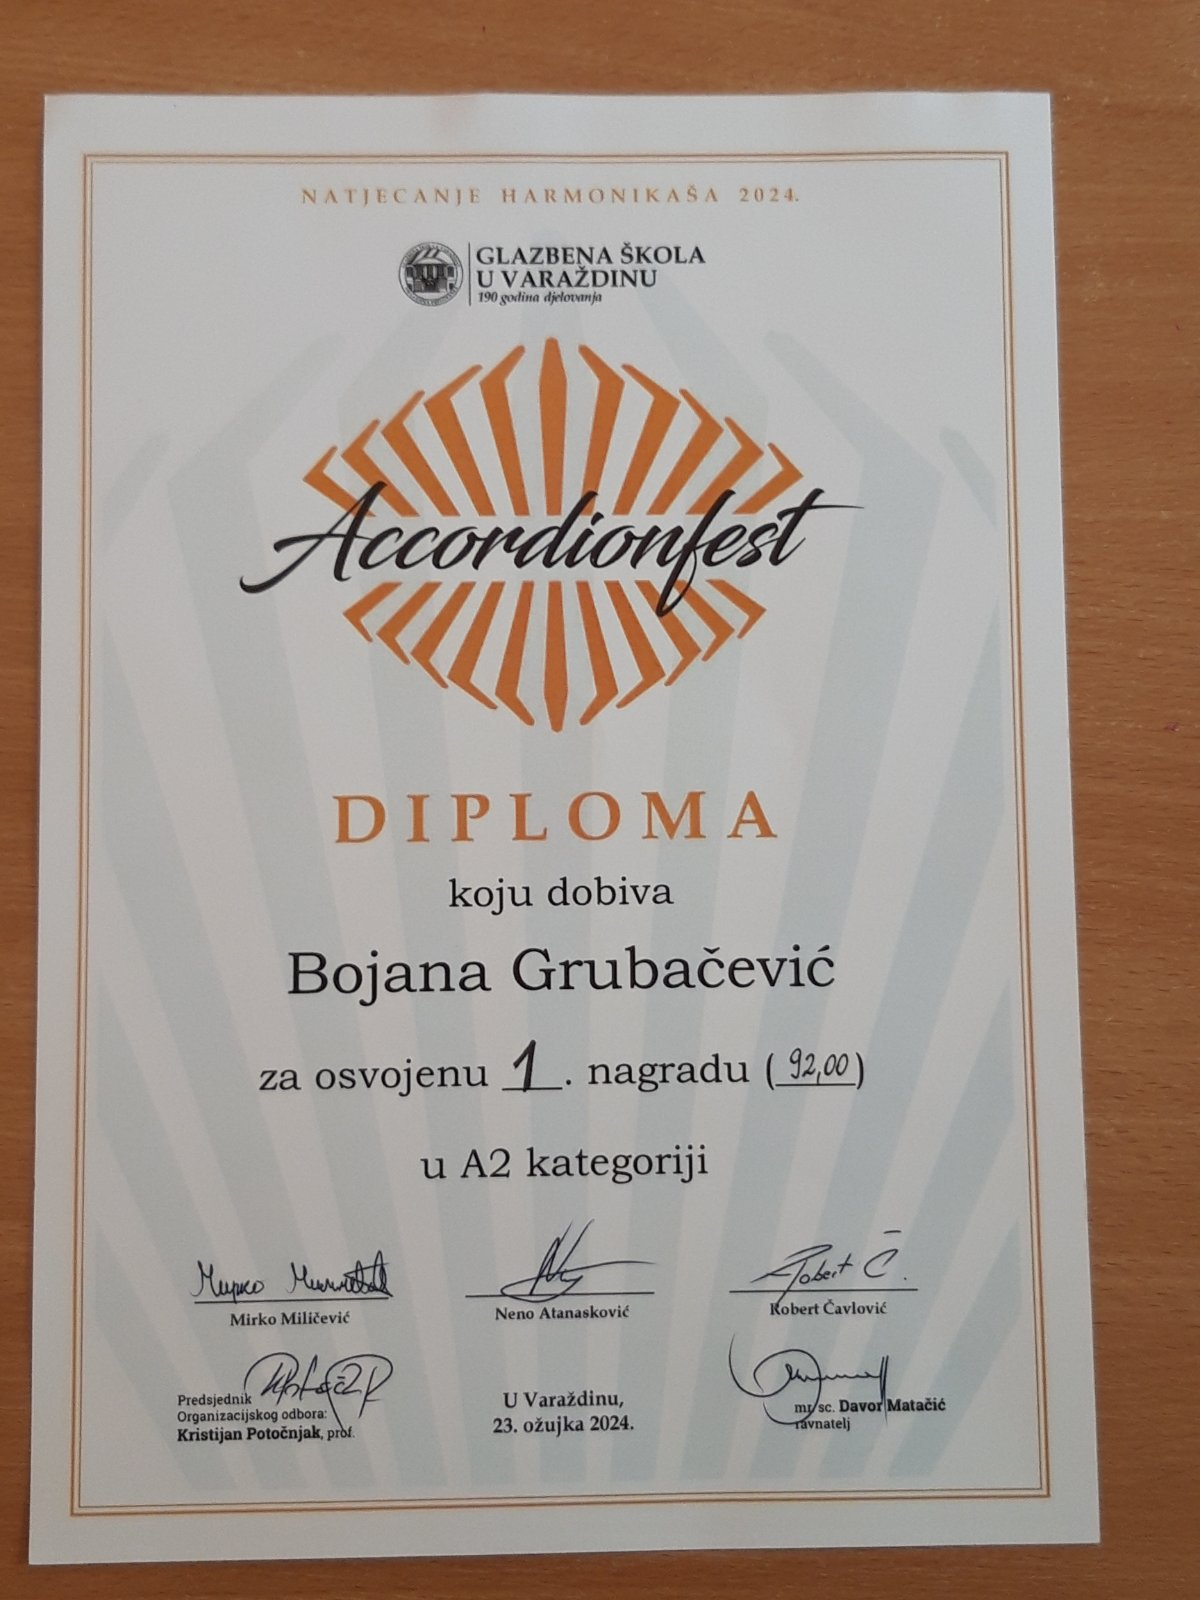 NATJECANJE HARMONIKAŠA 2024.
GLAZBENA ŠKOLA
U VARAŽDINU
190 godina djelovanja
Accordionfest
DIPLOMA
koju dobiva
Bojana Grubačević
za osvojenu 1. nagradu (92,00)
u A2 kategoriji
Мирко
Robert Č.
Mirko Miličević
Neno Atanasković
Robert Čavlović
Predsjednik
Organizacijskog odbora:
Kristijan Potočnjak, prof.
U Varaždinu,
23. ožujka 2024.
mr. sc. Davor Matačić
ravnatelj